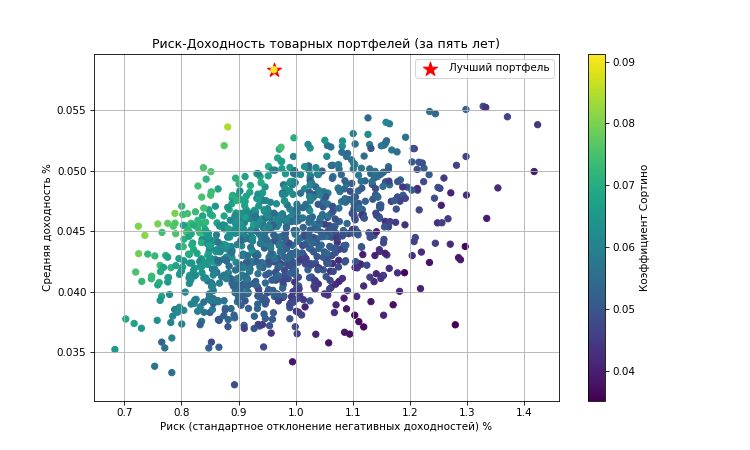 Риск-Доходность товарных портфелей (за пять лет)
Лучший портфель
Средняя доходность %
0.055
0.050
0.045
0.040
0.035
0.7 0.8 0.9 1.0 1.1 1.2 1.3 1.4
Риск (стандартное отклонение негативных доходностей) %
0.09
0.08
0.07
0.06
0.05
0.04
Коэффициент Сортино